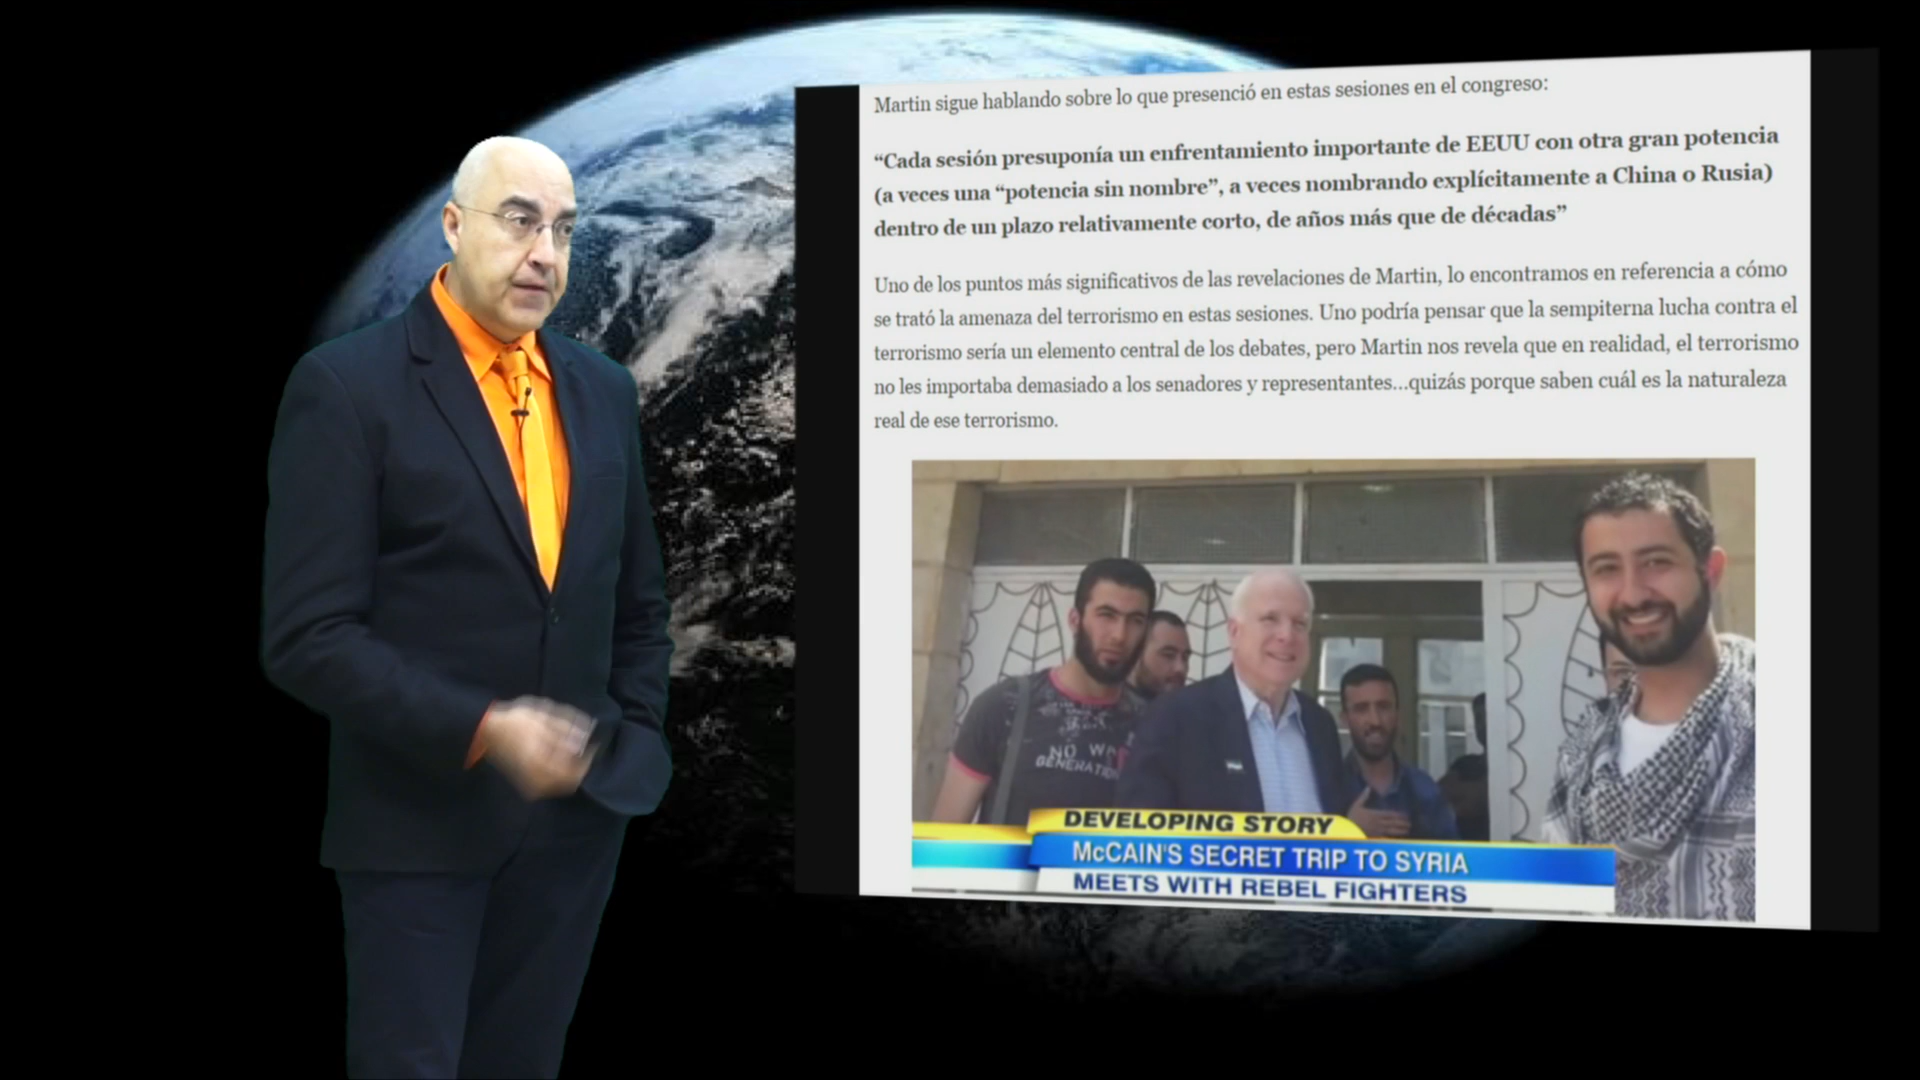 Martin sigue hablando sobre lo que presenció en estas sesiones en el congreso:
“Cada sesión presuponía un enfrentamiento importante de EEUU con otra gran potencia
(a veces una “potencia sin nombre”, a veces nombrando explícitamente a China o Rusia)
dentro de un plazo relativamente corto, de años más que de décadas”
Uno de los puntos más significativos de las revelaciones de Martin, lo encontramos en referencia a cómo
se trató la amenaza del terrorismo en estas sesiones. Uno podría pensar que la sempiterna lucha contra el
terrorismo sería un elemento central de los debates, pero Martin nos revela que en realidad, el terrorismo
no les importaba demasiado a los senadores y representantes...quizás porque saben cuál es la naturaleza
real de ese terrorismo.
NO WA
GENERATIO
DEVELOPING STORY
McCAIN'S SECRET TRIP TO SYRIA
MEETS WITH REBEL FIGHTERS